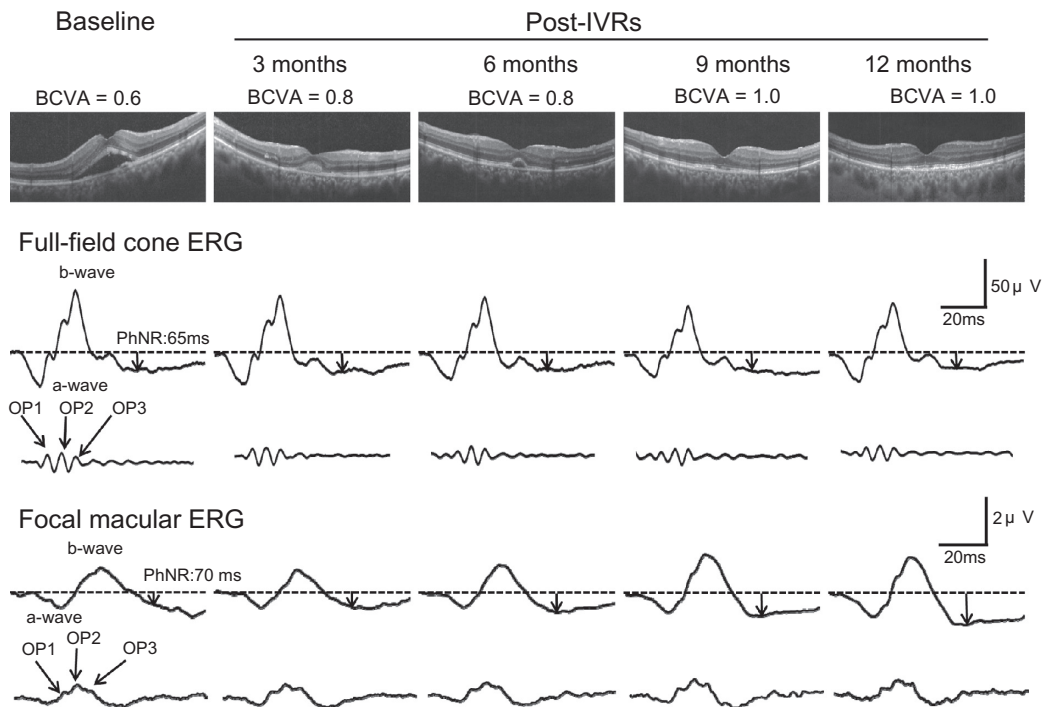 Baseline
Post-IVRs
3 months
6 months
9 months
12 months
BCVA = 0.6
BCVA = 0.8
BCVA = 0.8
BCVA = 1.0
BCVA = 1.0
Full-field cone ERG
b-wave
50 μ V
20ms
PhNR:65ms
a-wave
OP1
OP2
OP3
Focal macular ERG
2 μ V
20ms
b-wave
PhNR:70 ms
a-wave
OP1
OP2
OP3